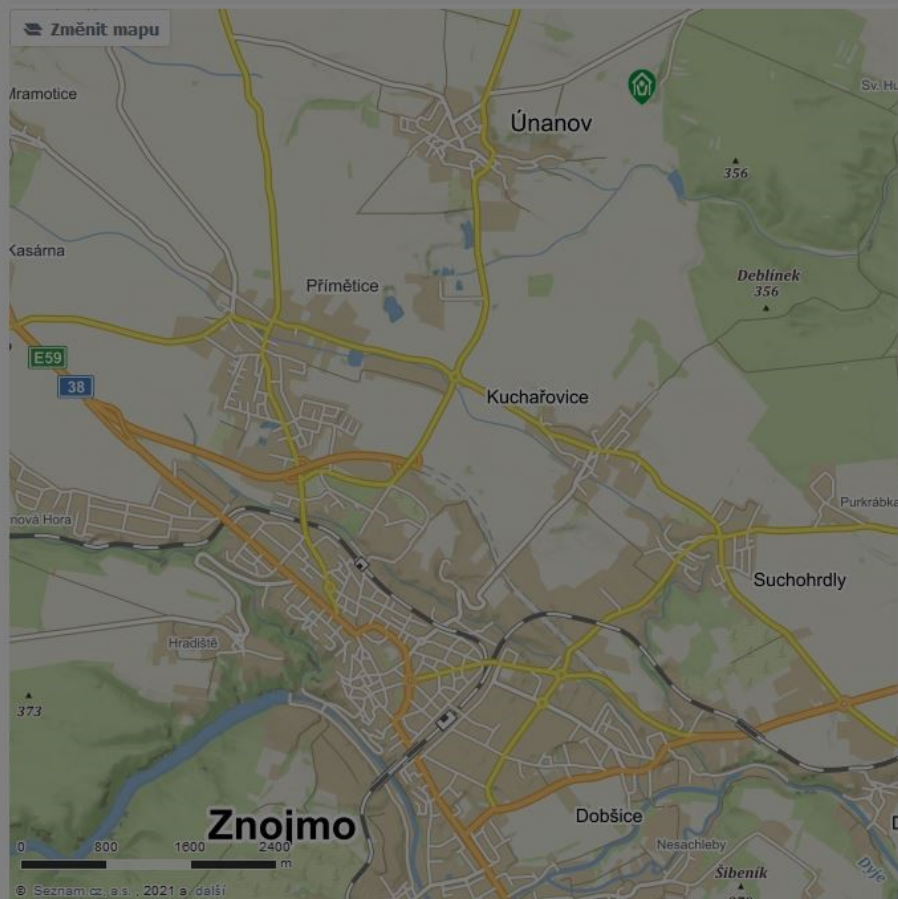 Změnit mapu
Mramotice
Únanov
Sv. Hu
356
Kasárna
Přímětice
Deblínek
356
E59
38
Kuchařovice
nová Hora
Purkrábka
Suchohrdly
Hradiště
373
Znojmo
Dobšice
Nesachleby
Dyje
Šibeník
0 800 1600 2400
m
© Seznam.cz, a.s., 2021 a další